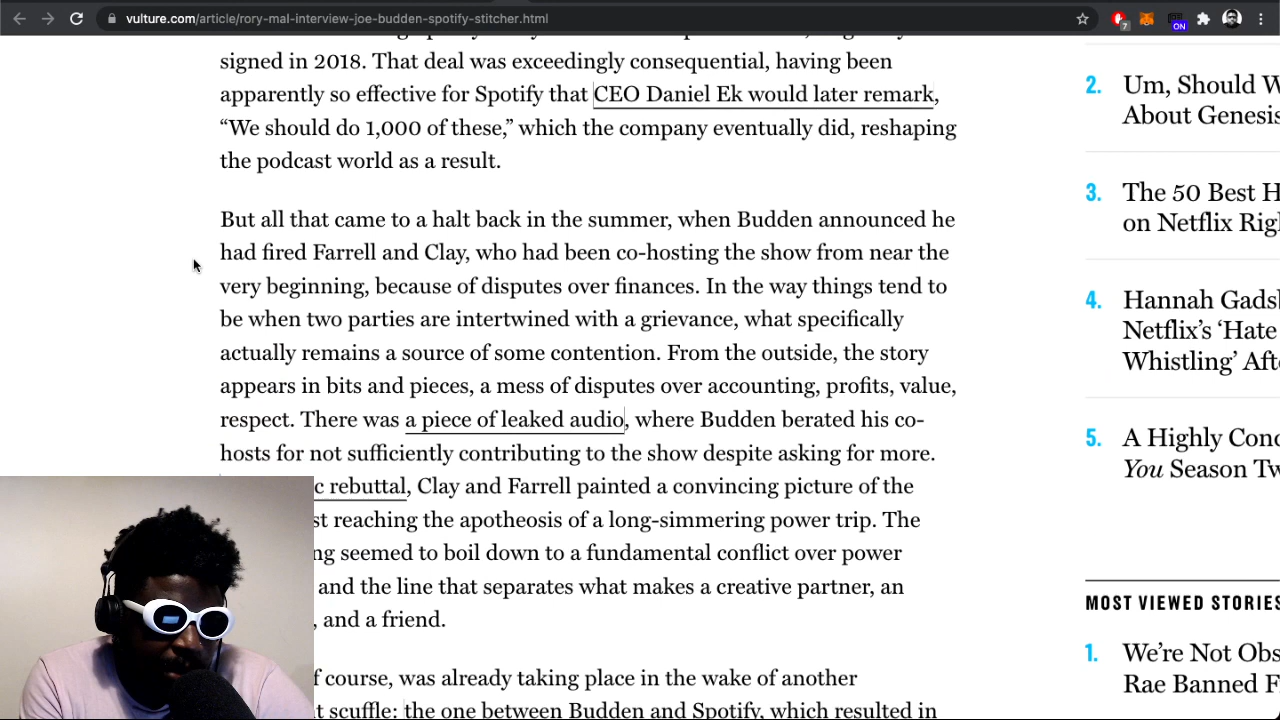 vulture.com/article/rory-mal-interview-joe-budden-spotify-stitcher.html
7
ON
signed in 2018. That deal was exceedingly consequential, having been
apparently so effective for Spotify that CEO Daniel Ek would later remark,
“We should do 1,000 of these,” which the company eventually did, reshaping
the podcast world as a result.
But all that came to a halt back in the summer, when Budden announced he
had fired Farrell and Clay, who had been co-hosting the show from near the
very beginning, because of disputes over finances. In the way things tend to
be when two parties are intertwined with a grievance, what specifically
actually remains a source of some contention. From the outside, the story
appears in bits and pieces, a mess of disputes over accounting, profits, value,
respect. There was a piece of leaked audio, where Budden berated his co-
hosts for not sufficiently contributing to the show despite asking for more.
c rebuttal, Clay and Farrell painted a convincing picture of the
st reaching the apotheosis of a long-simmering power trip. The
ng seemed to boil down to a fundamental conflict over power
and the line that separates what makes a creative partner, an
, and a friend.
f course, was already taking place in the wake of another
t scuffle: the one between Budden and Spotify, which resulted in
2. Um, Should W
About Genesis
3. The 50 Best H
on Netflix Righ
4. Hannah Gadsb
Netflix’s ‘Hate
Whistling’ Afte
5. A Highly Conc
You Season Tw
MOST VIEWED STORIES
1. We’re Not Obs
Rae Banned F